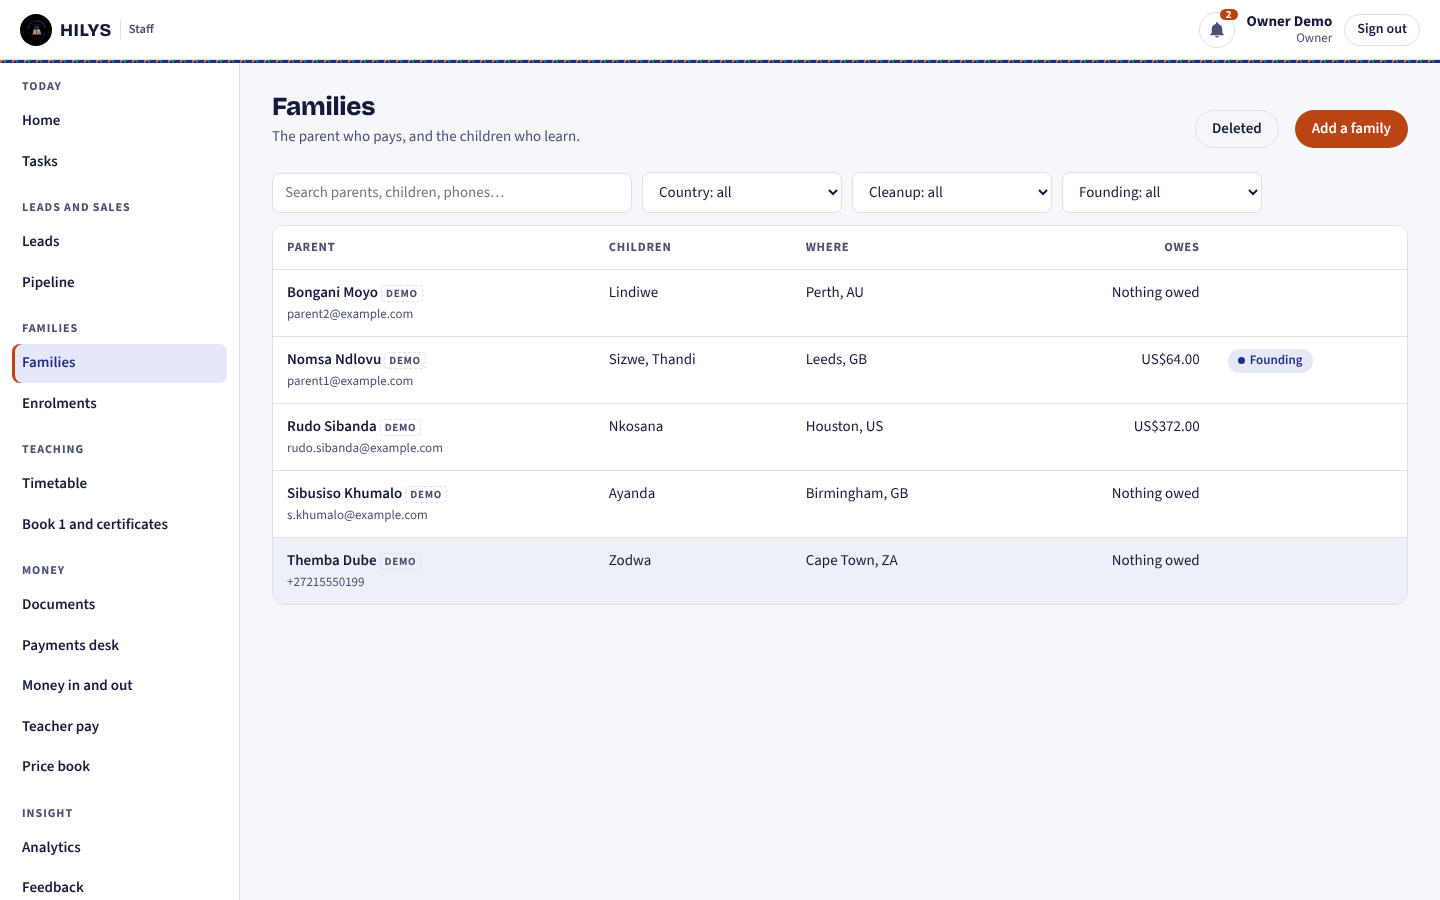 HILYS Staff
2
Owner Demo
Owner
Sign out
TODAY
Home
Tasks
LEADS AND SALES
Leads
Pipeline
FAMILIES
Families
Enrolments
TEACHING
Timetable
Book 1 and certificates
MONEY
Documents
Payments desk
Money in and out
Teacher pay
Price book
INSIGHT
Analytics
Feedback
Families
The parent who pays, and the children who learn.
Deleted
Add a family
Search parents, children, phones…
Country: all
Cleanup: all
Founding: all
PARENT CHILDREN WHERE OWES
Bongani Moyo DEMO Lindiwe Perth, AU Nothing owed
parent2@example.com
Nomsa Ndlovu DEMO Sizwe, Thandi Leeds, GB US$64.00 Founding
parent1@example.com
Rudo Sibanda DEMO Nkosana Houston, US US$372.00
rudo.sibanda@example.com
Sibusiso Khumalo DEMO Ayanda Birmingham, GB Nothing owed
s.khumalo@example.com
Themba Dube DEMO Zodwa Cape Town, ZA Nothing owed
+27215550199